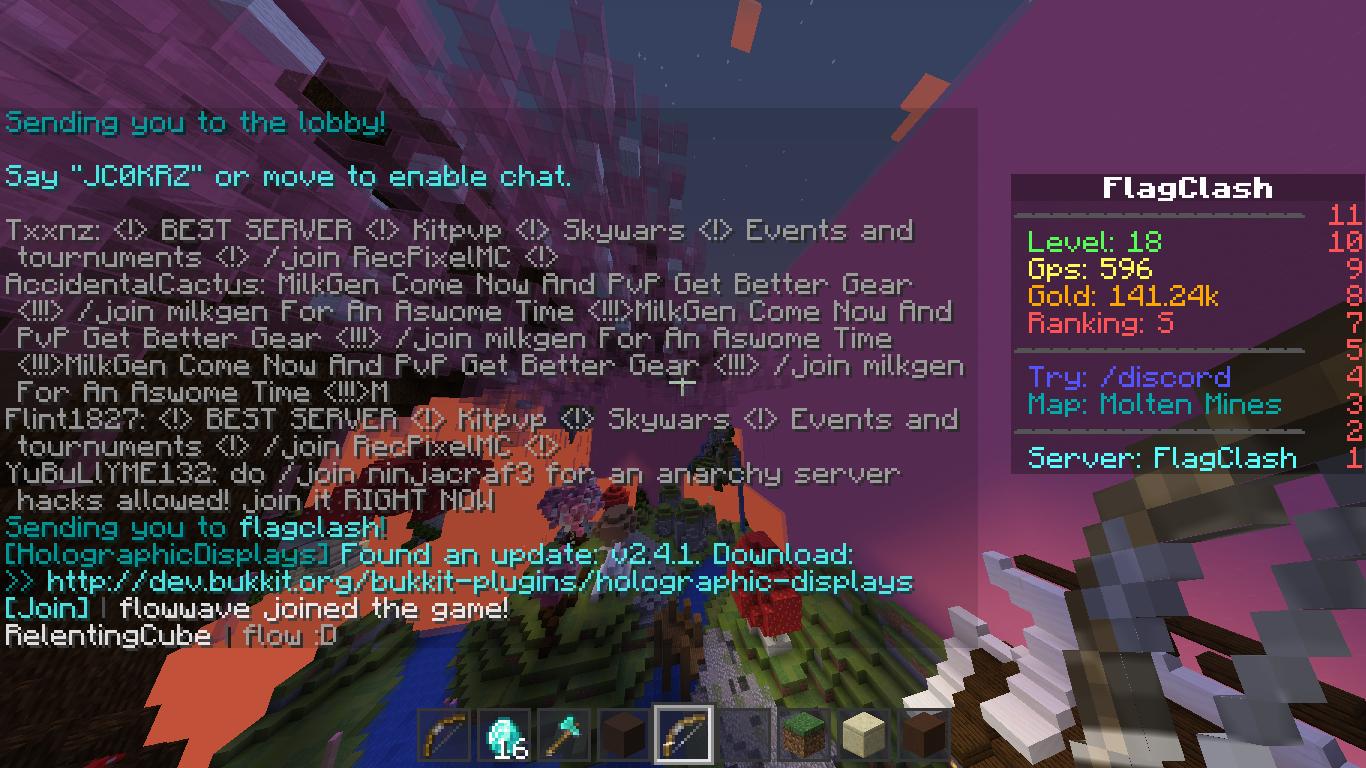 Sending you to the lobby!
Say "JC0KRZ" or move to enable chat.
Txxnz: <!> BEST SERVER <!> Kitpvp <!> Skywars <!> Events and
tournuments <!> /join RecPixelMC <!>
AccidentalCactus: MilkGen Come Now And PvP Get Better Gear
<!!!> /join milkgen For An Aswome Time <!!!>MilkGen Come Now And
PvP Get Better Gear <!!!> /join milkgen For An Aswome Time
<!!!>MilkGen Come Now And PvP Get Better Gear <!!!> /join milkgen
For An Aswome Time <!!!>M
Flint1827: <!> BEST SERVER <!> Kitpvp <!> Skywars <!> Events and
tournuments <!> /join RecPixelMC <!>
YuBuLlYME132: do /join ninjacraf3 for an anarchy server
hacks allowed! join it RIGHT NOW
Sending you to flagclash!
[HolographicDisplays] Found an update: v2.4.1. Download:
>> http://dev.bukkit.org/bukkit-plugins/holographic-displays
[Join] | flowwave joined the game!
RelentingCube | flow :D
FlagClash
11
Level: 18 10
Gps: 596 9
Gold: 141.24k 8
Ranking: S 7
5
Try: /discord 4
Map: Molten Mines 3
2
Server: FlagClash 1
16